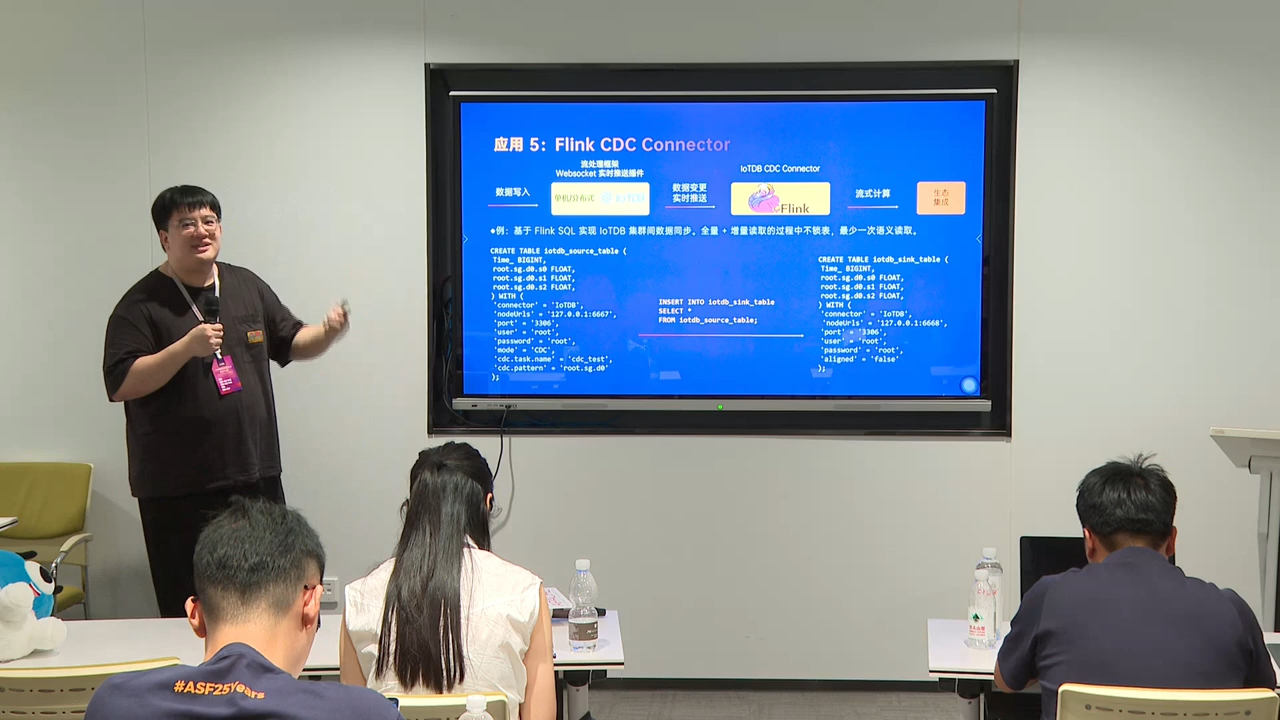 应用 5：Flink CDC Connector
流处理框架
Websocket 实时推送插件
IoTDB CDC Connector
数据写入
单机/分布式
数据变更
实时推送
Flink
流式计算
生态
集成
●例：基于 Flink SQL 实现 IoTDB 集群间数据同步。全量 + 增量读取的过程中不锁表，最少一次语义读取。
CREATE TABLE iotdb_source_table (
Time_ BIGINT,
root.sg.d0.s0 FLOAT,
root.sg.d0.s1 FLOAT,
root.sg.d0.s2 FLOAT,
) WITH (
'connector' = 'IoTDB',
'nodeUrls' = '127.0.0.1:6667',
'port' = '3306',
'user' = 'root',
'password' = 'root',
'mode' = 'CDC',
'cdc.task.name' = 'cdc_test',
'cdc.pattern' = 'root.sg.d0'
);
INSERT INTO iotdb_sink_table
SELECT *
FROM iotdb_source_table;
CREATE TABLE iotdb_sink_table (
Time_ BIGINT,
root.sg.d0.s0 FLOAT,
root.sg.d0.s1 FLOAT,
root.sg.d0.s2 FLOAT,
) WITH (
'connector' = 'IoTDB',
'nodeUrls' = '127.0.0.1:6668',
'port' = '3306',
'user' = 'root',
'password' = 'root',
'aligned' = 'false'
);
#ASF25Years